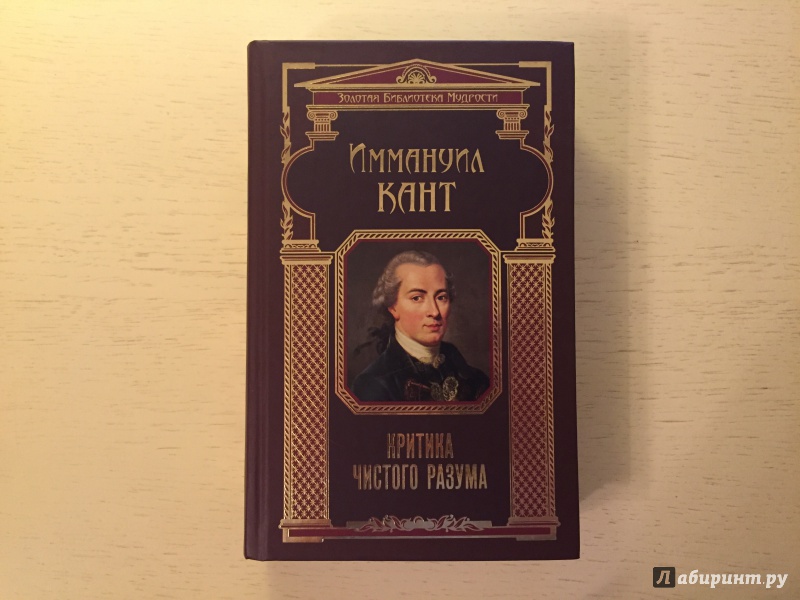 Золотая Библиотека Мудрости
Иммануил
КАНТ
КРИТИКА
ЧИСТОГО РАЗУМА
Лабиринт.ру